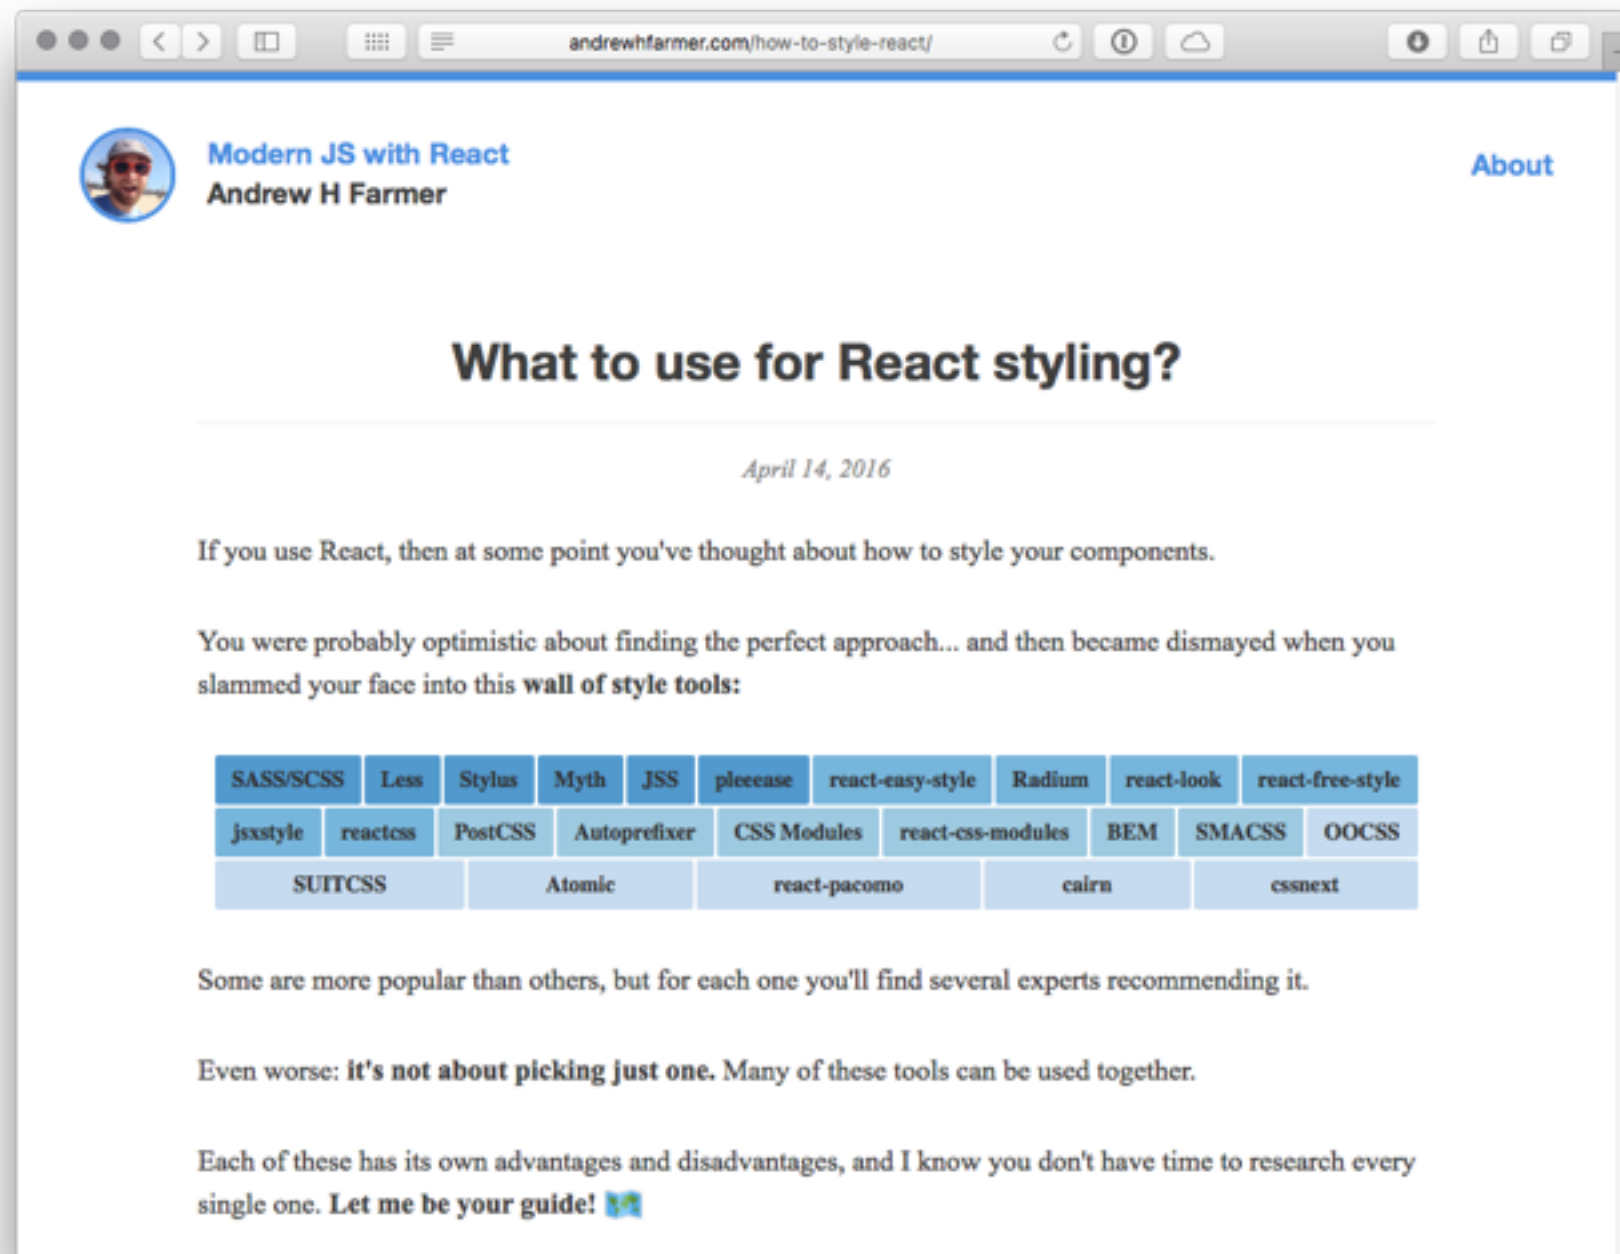 andrewhfarmer.com/how-to-style-react/
Modern JS with React
Andrew H Farmer
About
What to use for React styling?
April 14, 2016
If you use React, then at some point you've thought about how to style your components.
You were probably optimistic about finding the perfect approach... and then became dismayed when you
slammed your face into this wall of style tools:
SASS/SCSS Less Stylus Myth JSS pleeease react-easy-style Radium react-look react-free-style
jsxstyle reactcss PostCSS Autoprefixer CSS Modules react-css-modules BEM SMACSS OOCSS
SUITCSS Atomic react-pacomo cairn cssnext
Some are more popular than others, but for each one you'll find several experts recommending it.
Even worse: it's not about picking just one. Many of these tools can be used together.
Each of these has its own advantages and disadvantages, and I know you don't have time to research every
single one. Let me be your guide!